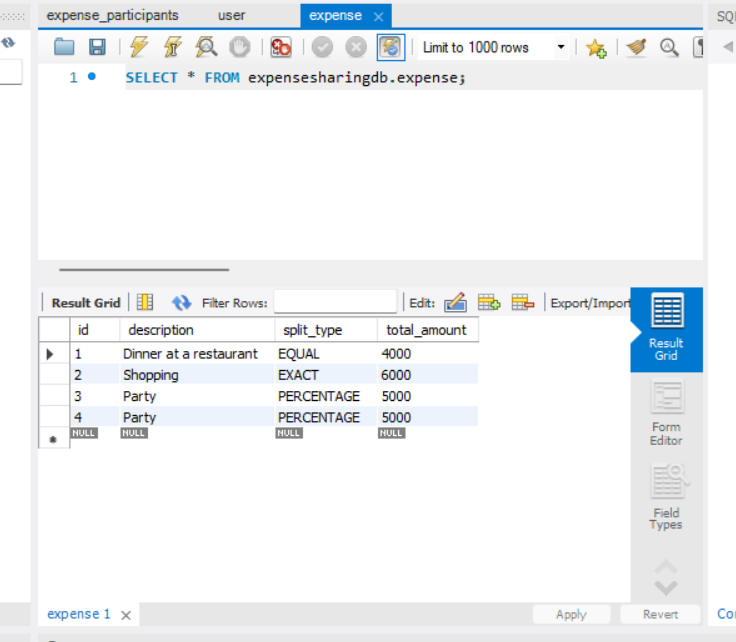 expense_participants user expense SQL
Limit to 1000 rows
1 SELECT * FROM expensesharingdb.expense;
Result Grid Filter Rows: Edit: Export/Import
id description split_type total_amount
1 Dinner at a restaurant EQUAL 4000
2 Shopping EXACT 6000
3 Party PERCENTAGE 5000
4 Party PERCENTAGE 5000
NULL NULL NULL NULL
Result
Grid
Form
Editor
Field
Types
expense 1 Apply Revert